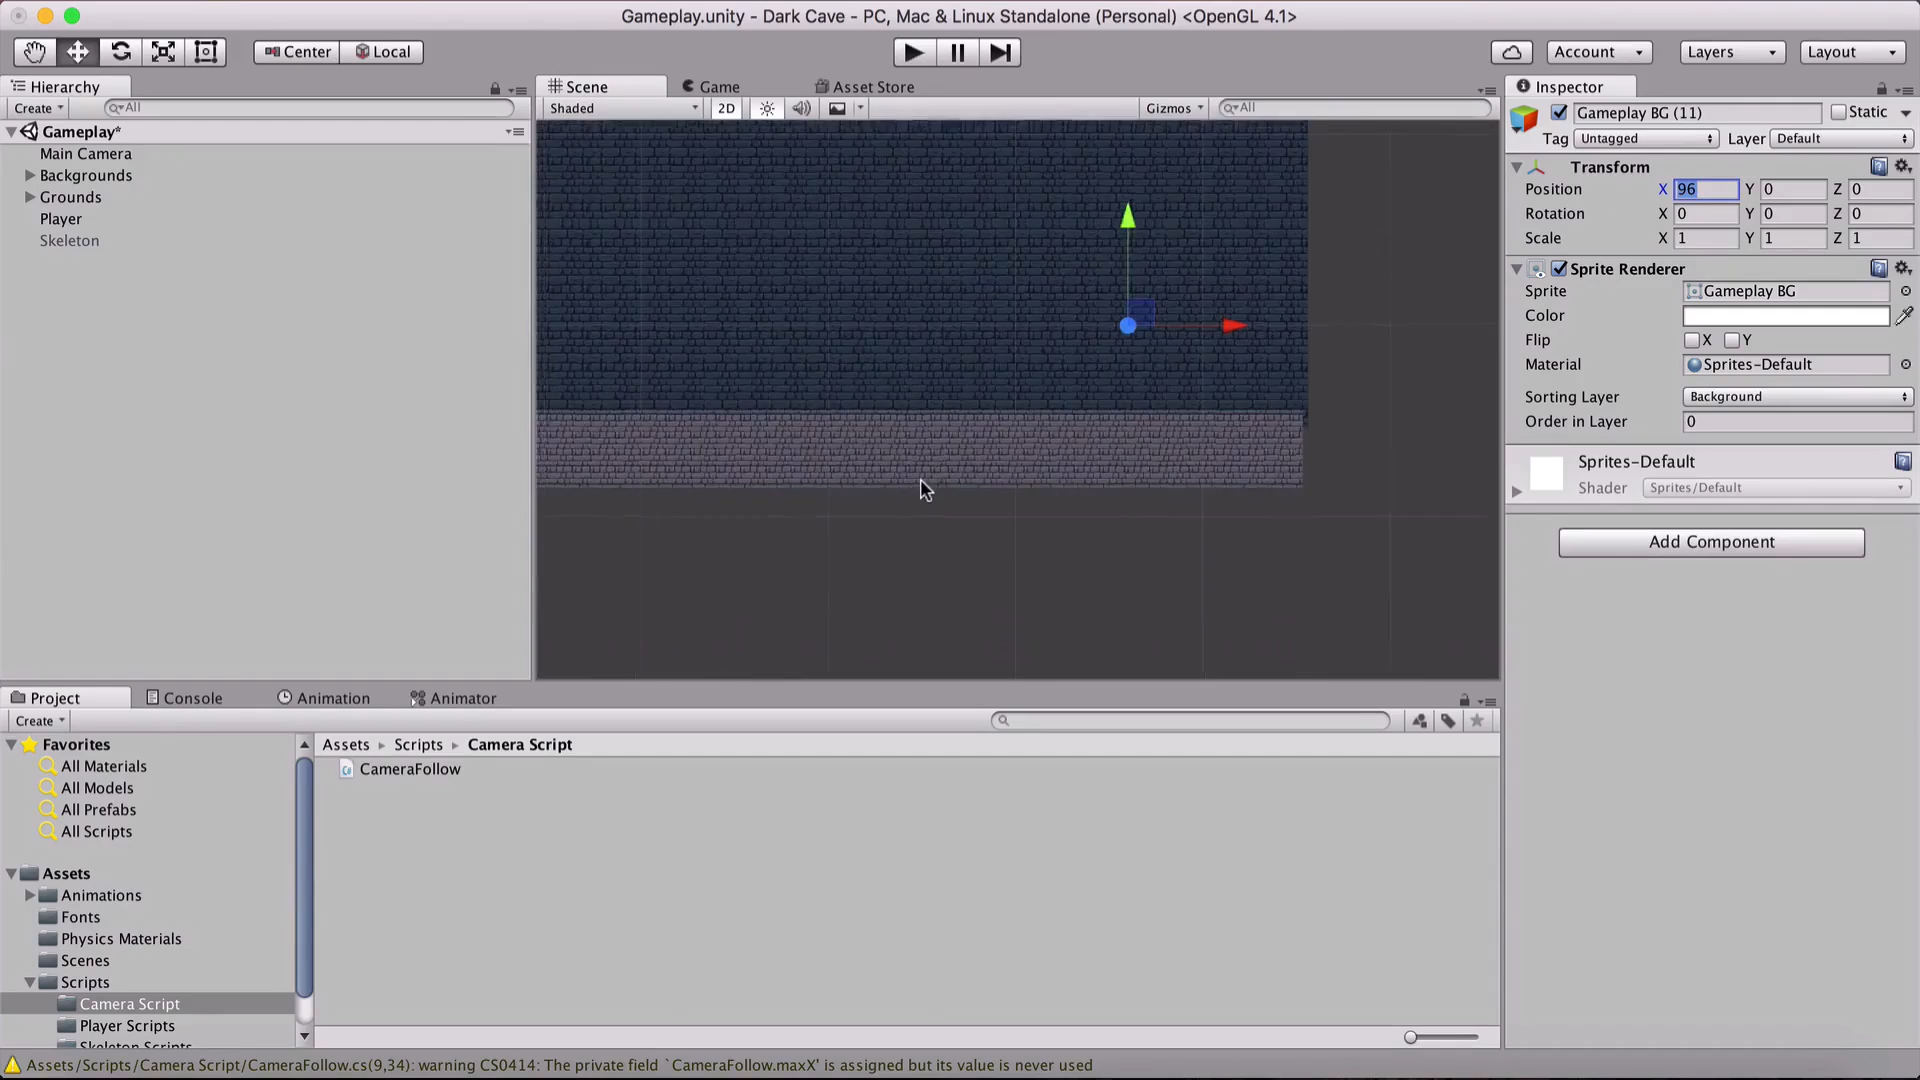 Gameplay.unity - Dark Cave - PC, Mac & Linux Standalone (Personal) <OpenGL 4.1>
Center Local Account Layers Layout
Hierarchy
Create All
Gameplay*
Main Camera
Backgrounds
Grounds
Player
Skeleton
Scene Game Asset Store
Shaded 2D Gizmos All
Inspector
Gameplay BG (11) Static
Tag Untagged Layer Default
Transform
Position X 96 Y 0 Z 0
Rotation X 0 Y 0 Z 0
Scale X 1 Y 1 Z 1
Sprite Renderer
Sprite Gameplay BG
Color
Flip X Y
Material Sprites-Default
Sorting Layer Background
Order in Layer 0
Sprites-Default
Shader Sprites/Default
Add Component
Project Console Animation Animator
Create
Favorites
All Materials
All Models
All Prefabs
All Scripts
Assets
Animations
Fonts
Physics Materials
Scenes
Scripts
Camera Script
Player Scripts
Skeleton Scripts
Assets Scripts Camera Script
CameraFollow
Assets/Scripts/Camera Script/CameraFollow.cs(9,34): warning CS0414: The private field `CameraFollow.maxX' is assigned but its value is never used